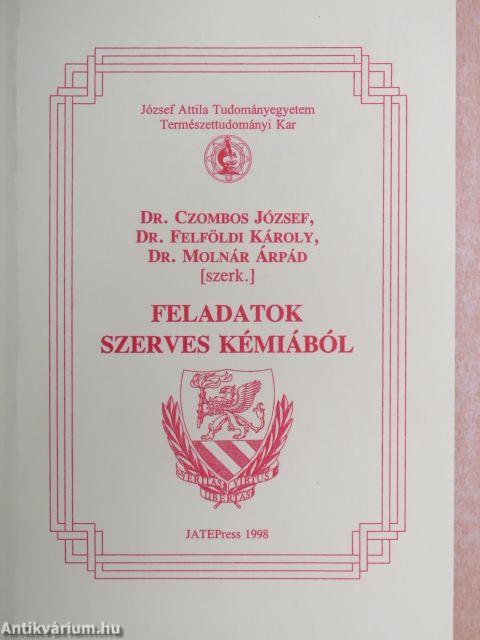 József Attila Tudományegyetem
Természettudományi Kar
DR. CZOMBOS JÓZSEF,
DR. FELFÖLDI KÁROLY,
DR. MOLNÁR ÁRPÁD
[szerk.]
FELADATOK
SZERVES KÉMIÁBÓL
VERITAS VIRTUS
LIBERTAS
JATEPress 1998
Antikvárium.hu